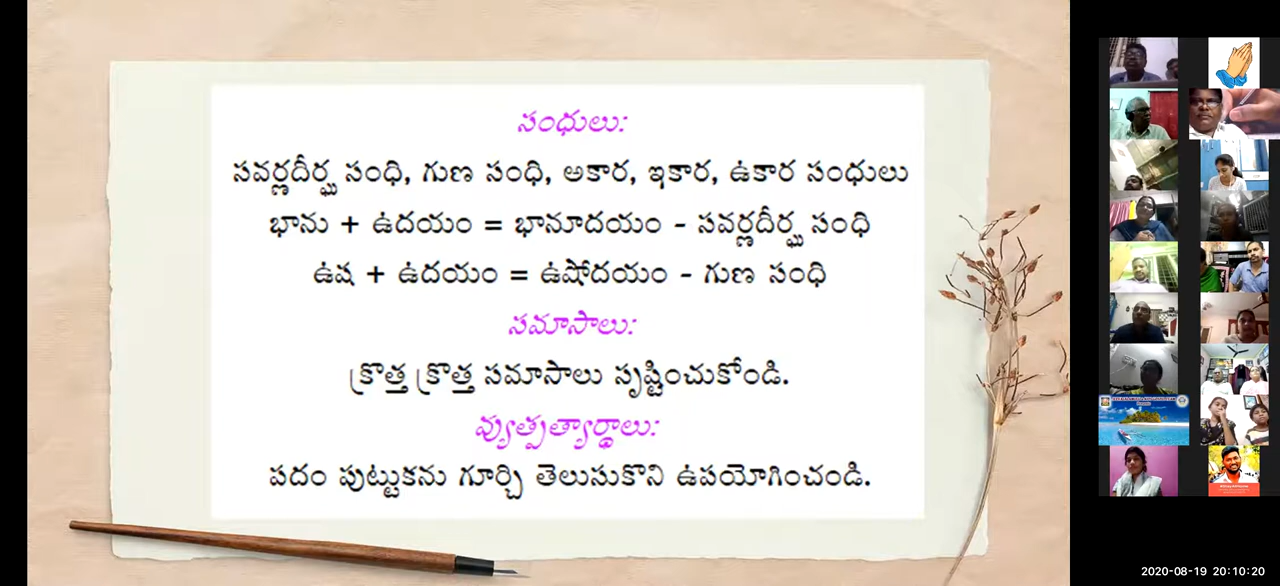 సంధులు:
సవర్ణదీర్ఘ సంధి, గుణ సంధి, అకార, ఇకార, ఉకార సంధులు
భాను + ఉదయం = భానూదయం - సవర్ణదీర్ఘ సంధి
ఉష + ఉదయం = ఉషోదయం - గుణ సంధి
సమాసాలు:
క్రొత్త క్రొత్త సమాసాలు సృష్టించుకోండి.
వ్యుత్పత్యార్థాలు:
పదం పుట్టుకను గూర్చి తెలుసుకొని ఉపయోగించండి.
2020-08-19 20:10:20